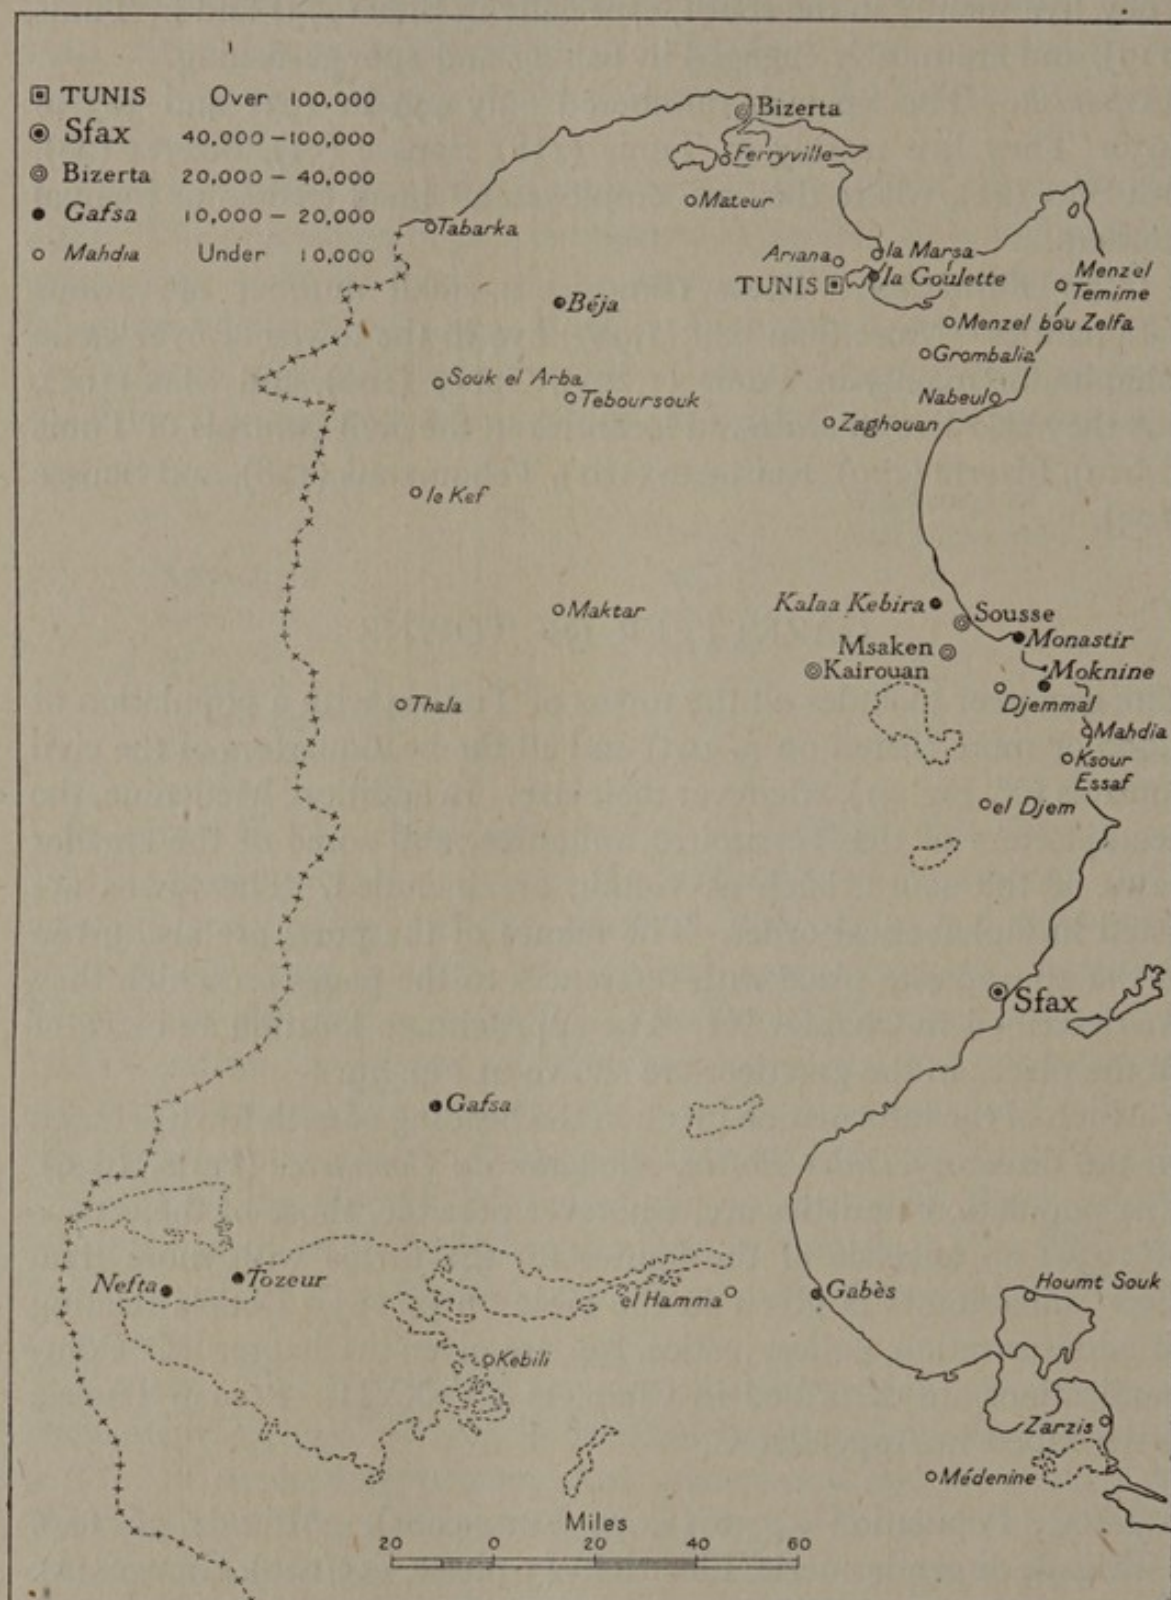 TUNIS Over 100,000
Sfax 40,000–100,000
Bizerta 20,000 – 40,000
Gafsa 10,000 – 20,000
Mahdia Under 10,000
Bizerta
Ferryville
Mateur
Tabarka
Ariana
la Marsa
TUNIS
la Goulette
Menzel
Temime
Béja
Menzel bou Zelfa
Grombalia
Souk el Arba
Teboursouk
Nabeul
Zaghouan
le Kef
Kalaa Kebira
Sousse
Maktar
Monastir
Msaken
Kairouan
Moknine
Djemmal
Thala
Mahdia
Ksour
Essaf
el Djem
Sfax
Gafsa
Nefta
Tozeur
el Hamma
Gabès
Houmt Souk
Kebili
Zarzis
Médenine
Miles
20 0 20 40 60